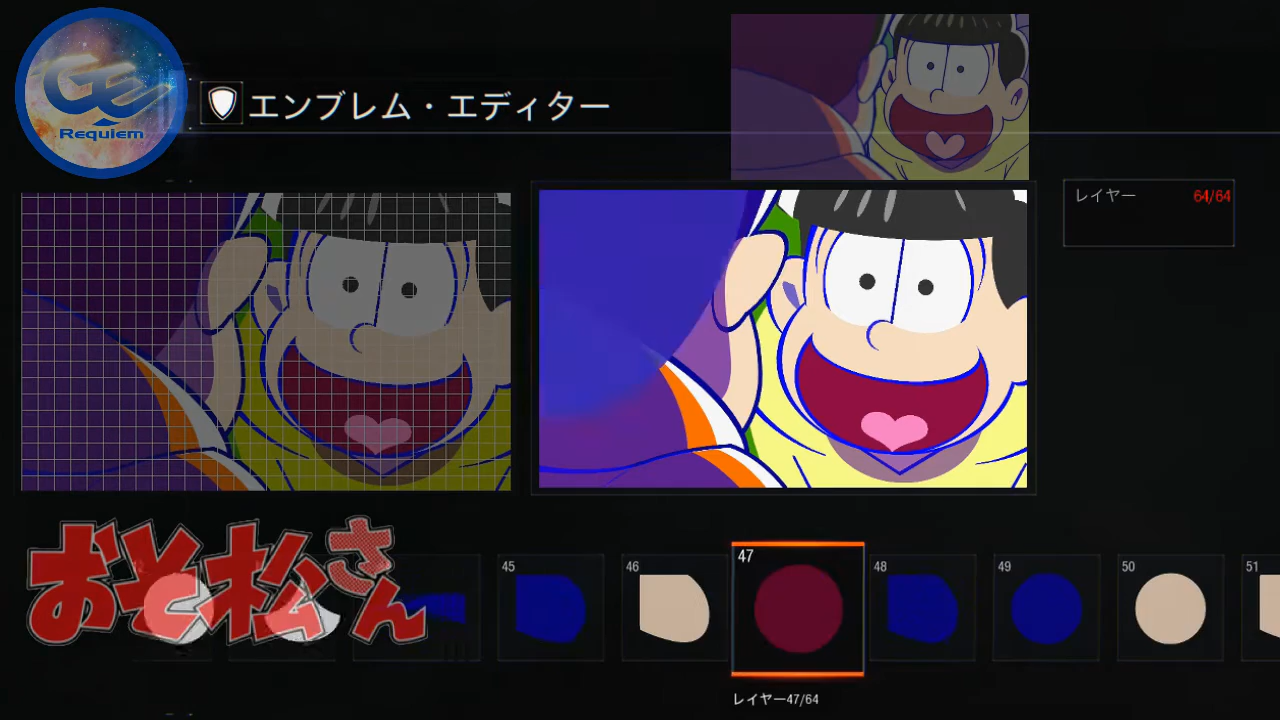 GE
Requiem
エンブレム・エディター
レイヤー 64/64
おそ松さん
45
46
47
48
49
50
51
レイヤー47/64